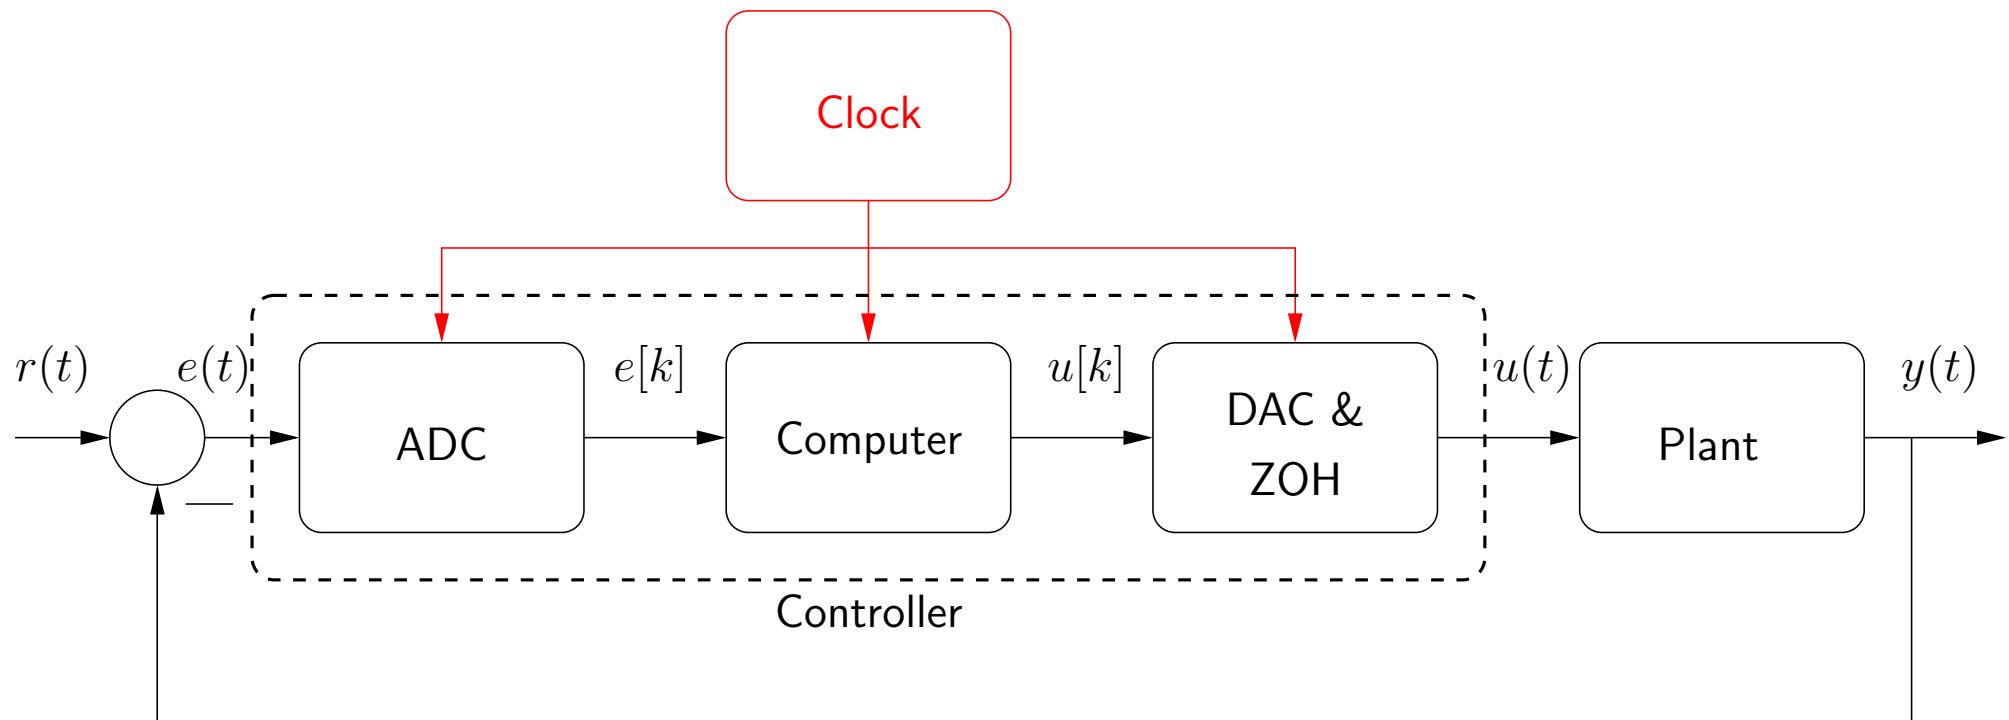 Clock
r(t)
e(t)
e[k]
u[k]
u(t)
y(t)
ADC
Computer
DAC &
ZOH
Plant
—
Controller